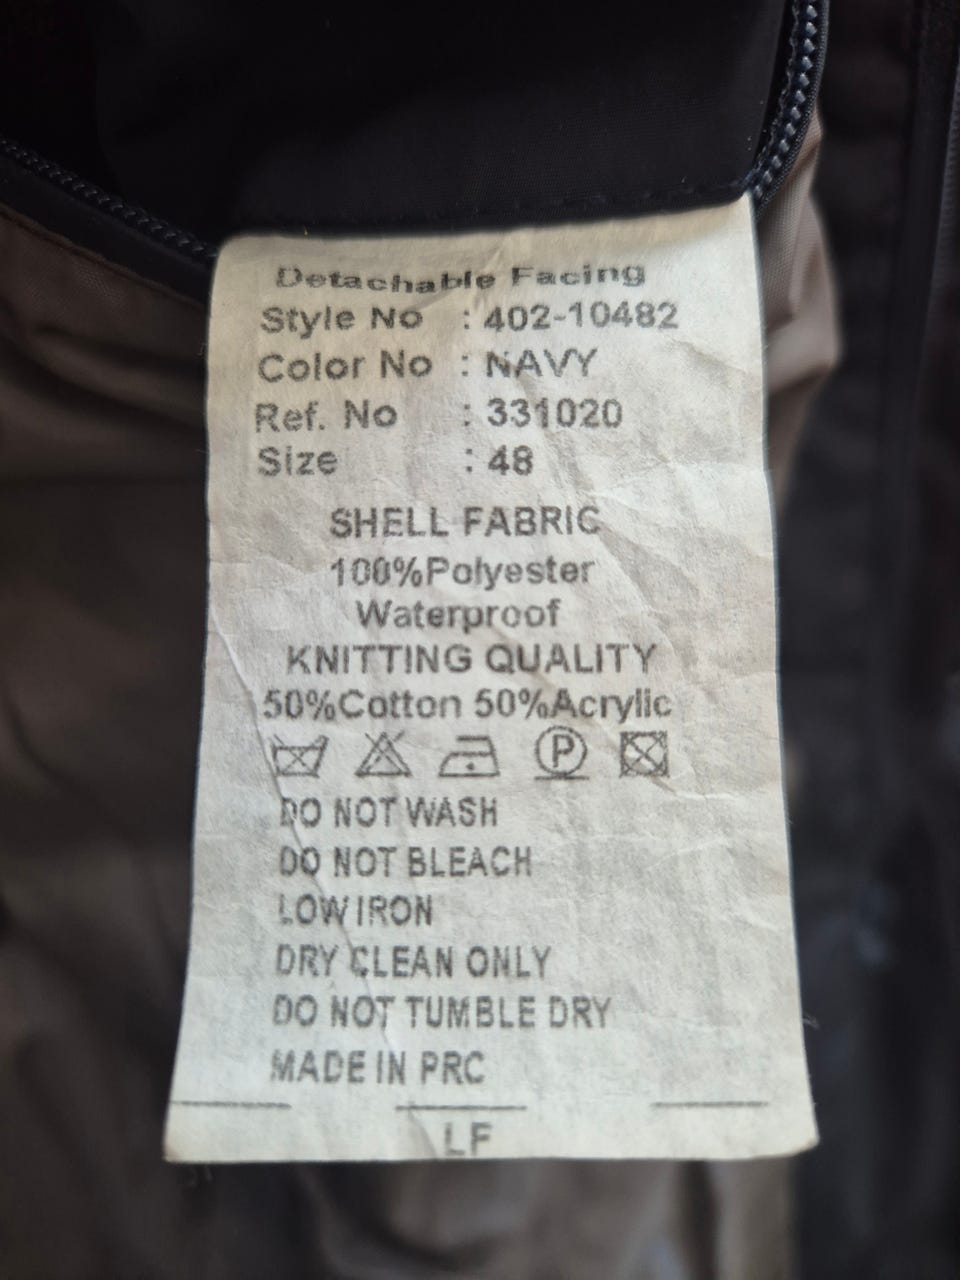 Detachable Facing
Style No : 402-10482
Color No : NAVY
Ref. No : 331020
Size : 48
SHELL FABRIC
100%Polyester
Waterproof
KNITTING QUALITY
50%Cotton 50%Acrylic
P
DO NOT WASH
DO NOT BLEACH
LOW IRON
DRY CLEAN ONLY
DO NOT TUMBLE DRY
MADE IN PRC
LF